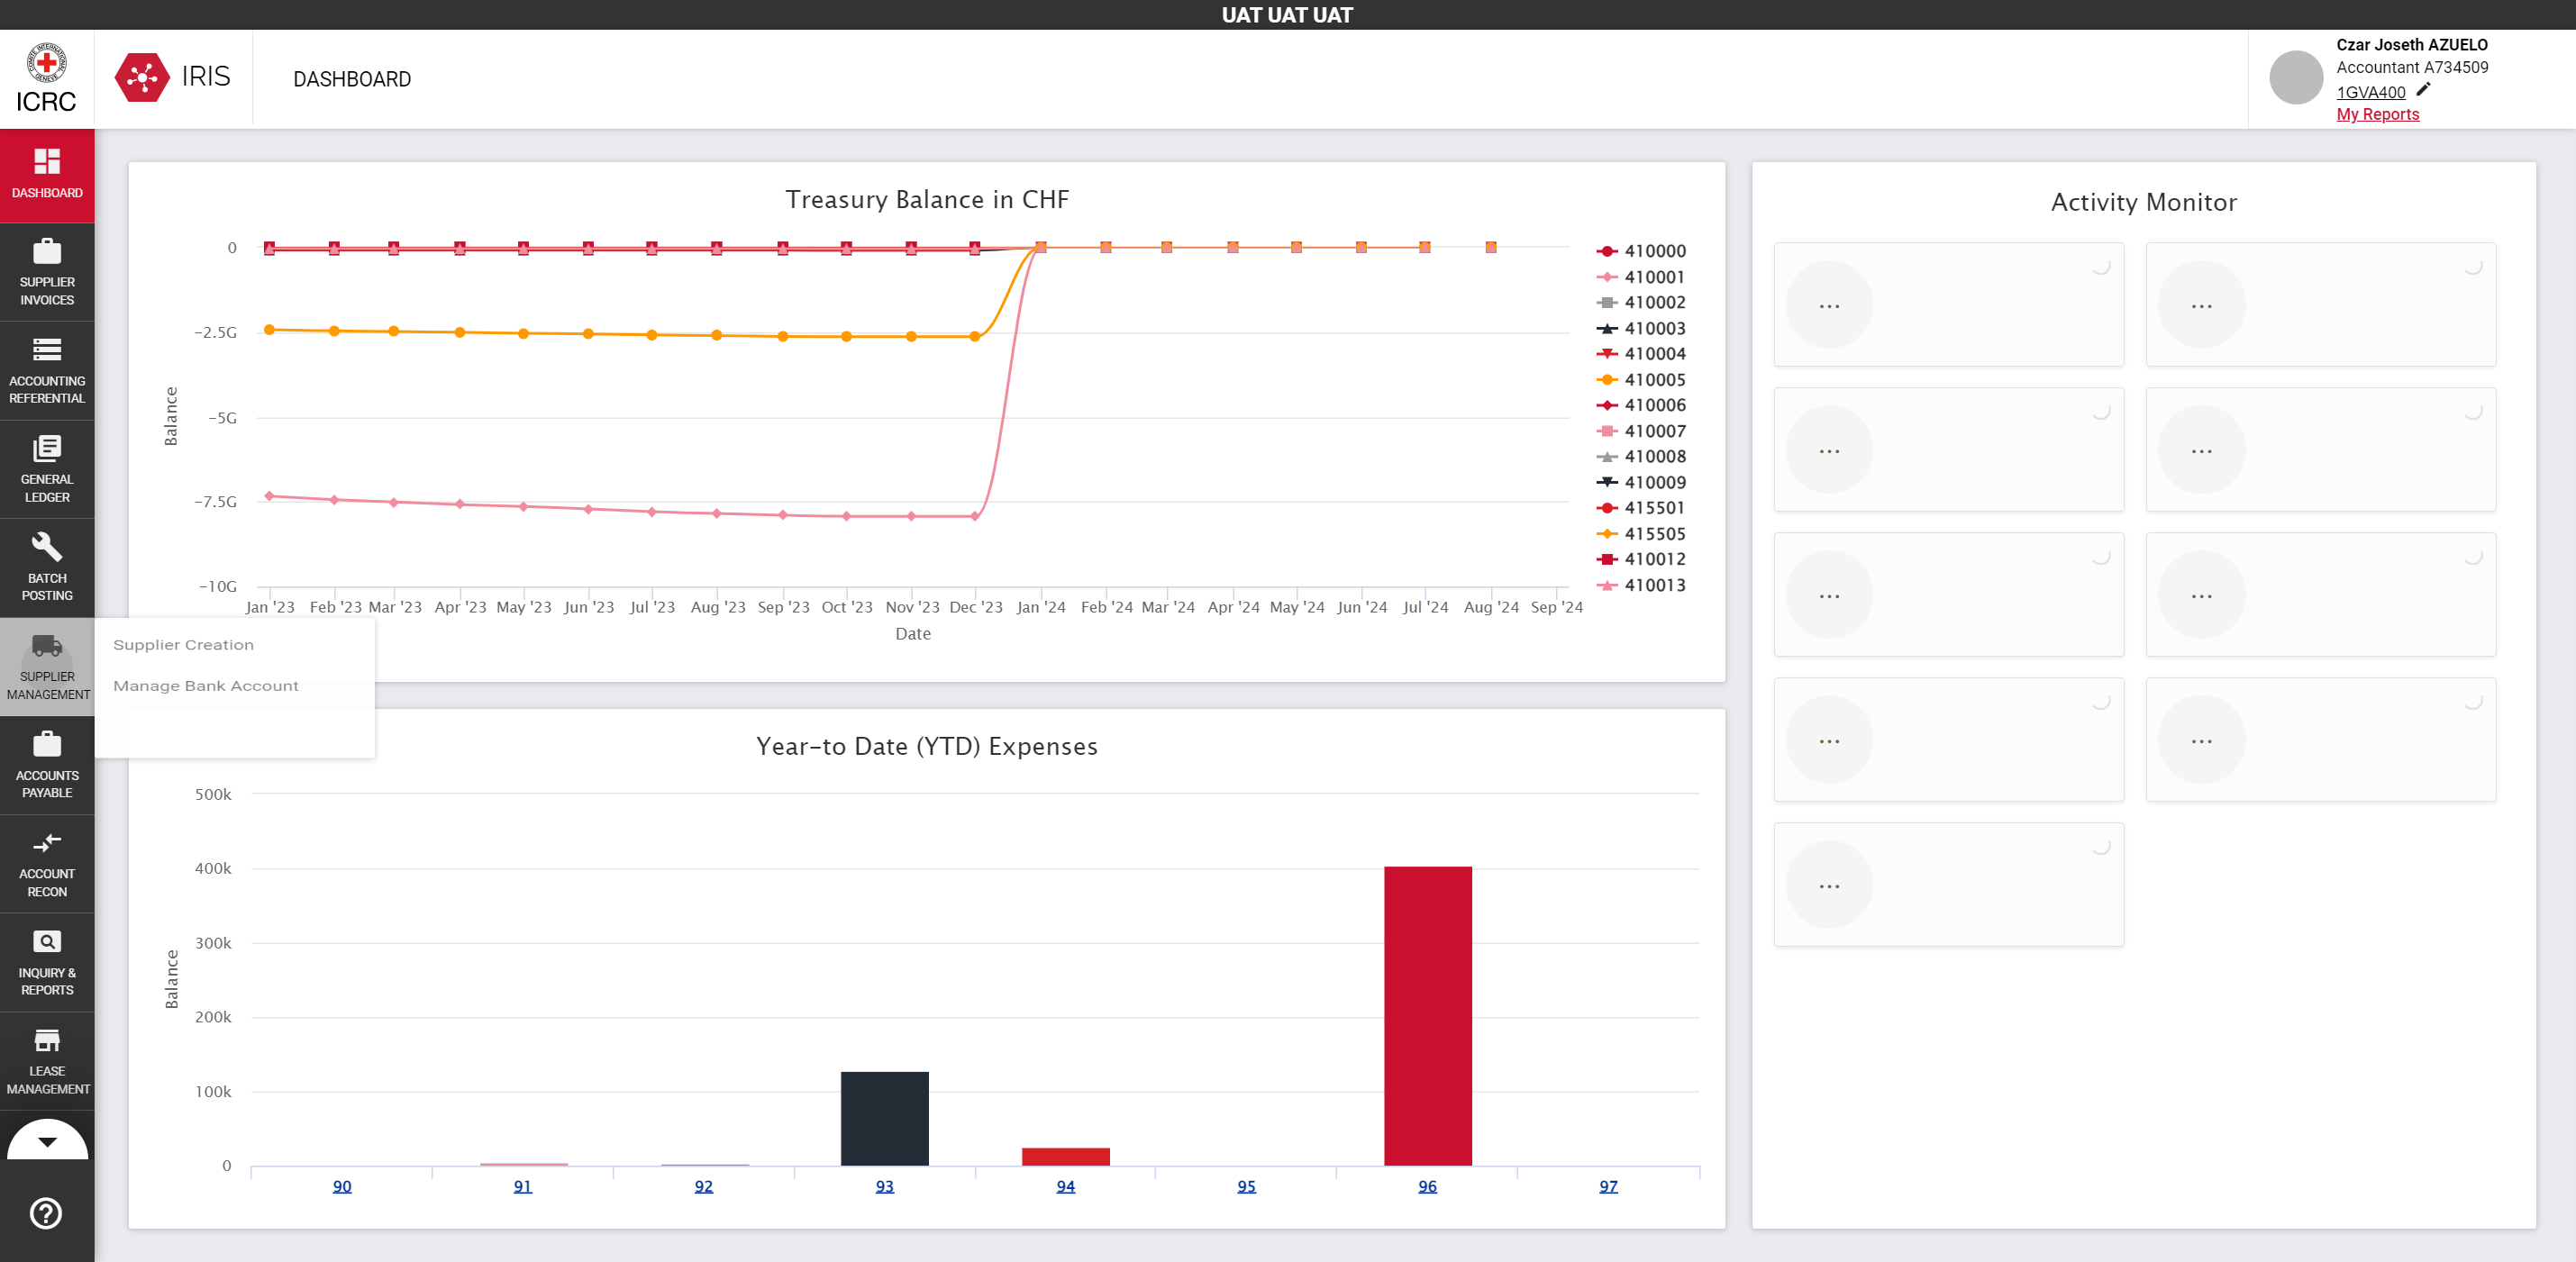 UAT UAT UAT
ICRC
IRIS
DASHBOARD
Czar Joseth AZUELO
Accountant A734509
1GVA400
My Reports
DASHBOARD
SUPPLIER
INVOICES
ACCOUNTING
REFERENTIAL
GENERAL
LEDGER
BATCH
POSTING
SUPPLIER
MANAGEMENT
ACCOUNTS
PAYABLE
ACCOUNT
RECON
INQUIRY &
REPORTS
LEASE
MANAGEMENT
Supplier Creation
Manage Bank Account
Treasury Balance in CHF
Balance
0
−2.5G
−5G
−7.5G
−10G
Jan '23 Feb '23 Mar '23 Apr '23 May '23 Jun '23 Jul '23 Aug '23 Sep '23 Oct '23 Nov '23 Dec '23 Jan '24 Feb '24 Mar '24 Apr '24 May '24 Jun '24 Jul '24 Aug '24 Sep '24
Date
410000
410001
410002
410003
410004
410005
410006
410007
410008
410009
415501
415505
410012
410013
Year-to Date (YTD) Expenses
Balance
500k
400k
300k
200k
100k
0
90 91 92 93 94 95 96 97
Activity Monitor
... ...
... ...
... ...
... ...
...